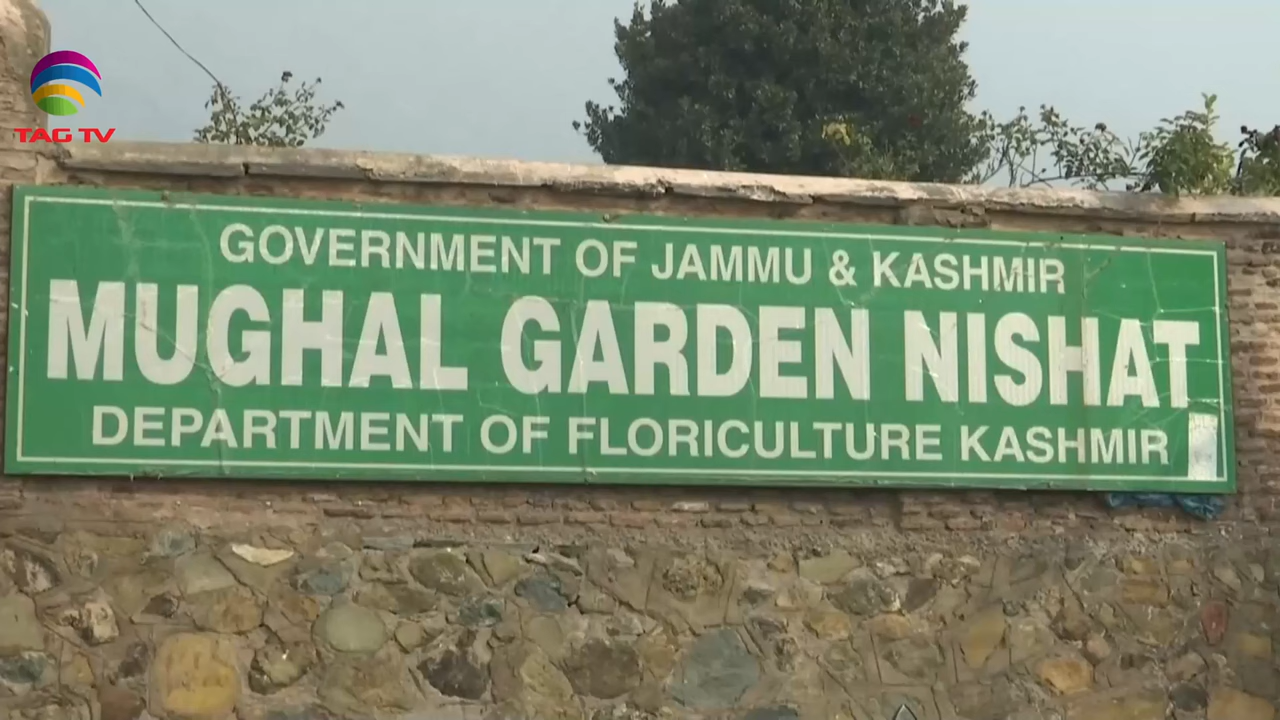 TAG TV
GOVERNMENT OF JAMMU & KASHMIR
MUGHAL GARDEN NISHAT
DEPARTMENT OF FLORICULTURE KASHMIR